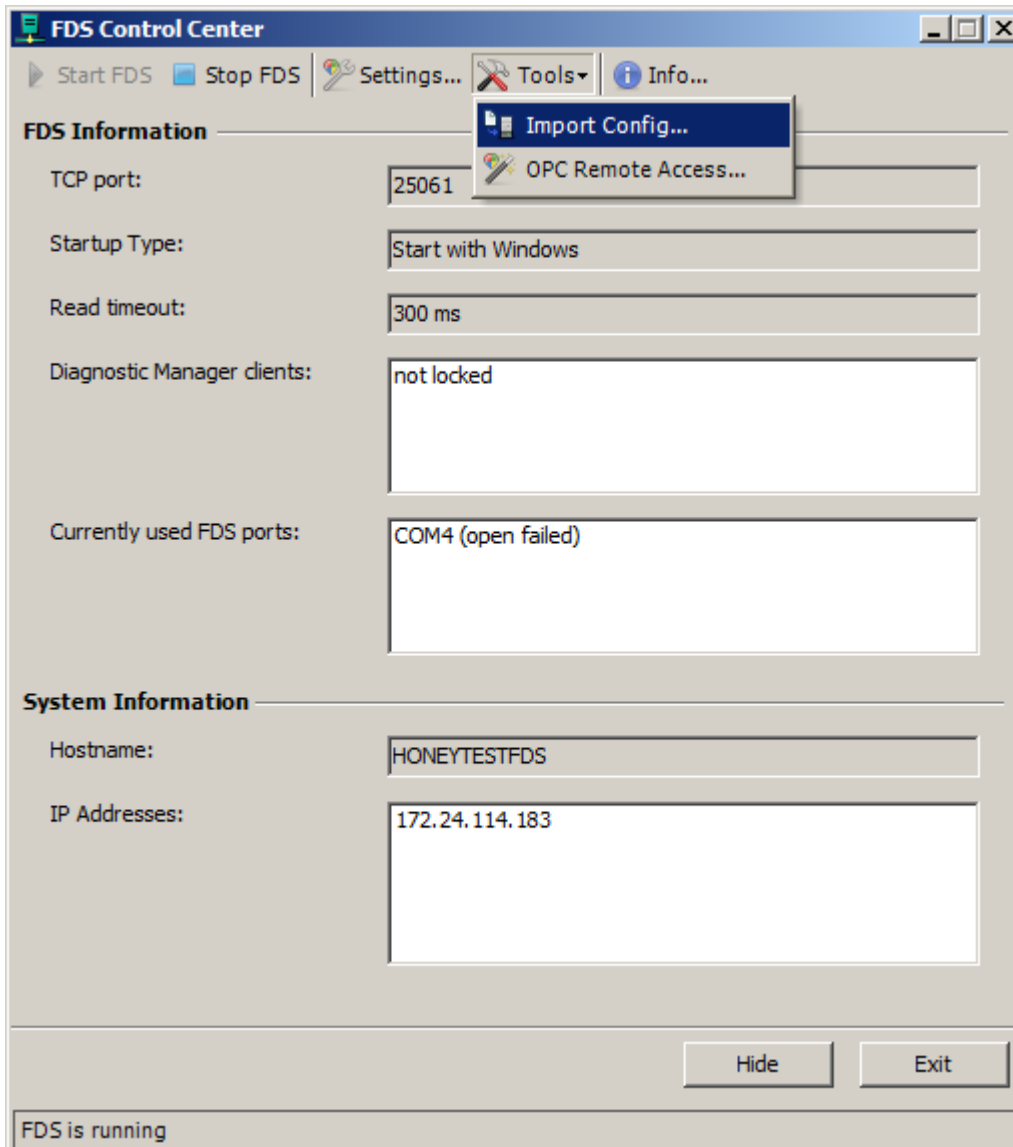 FDS Control Center
Start FDS Stop FDS Settings... Tools Info...
Import Config...
OPC Remote Access...
FDS Information
TCP port: 25061
Startup Type: Start with Windows
Read timeout: 300 ms
Diagnostic Manager clients: not locked
Currently used FDS ports: COM4 (open failed)
System Information
Hostname: HONEYTESTFDS
IP Addresses: 172.24.114.183
Hide Exit
FDS is running